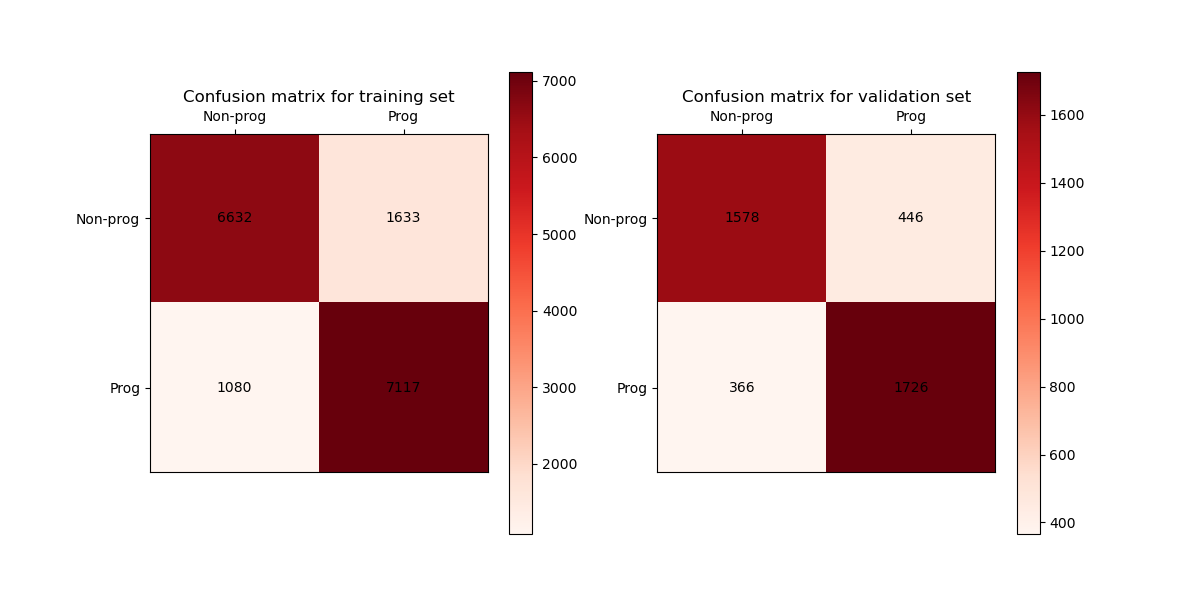 Confusion matrix for training set
Non-prog Prog
Non-prog 6632 1633
Prog 1080 7117
7000
6000
5000
4000
3000
2000
Confusion matrix for validation set
Non-prog Prog
Non-prog 1578 446
Prog 366 1726
1600
1400
1200
1000
800
600
400